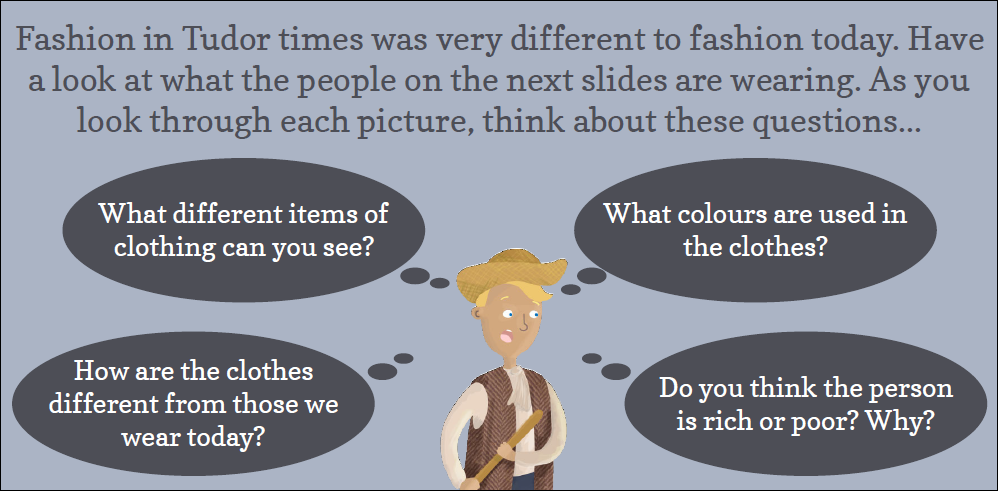 Fashion in Tudor times was very different to fashion today. Have
a look at what the people on the next slides are wearing. As you
look through each picture, think about these questions...
What different items of
clothing can you see?
What colours are used in
the clothes?
How are the clothes
different from those we
wear today?
Do you think the person
is rich or poor? Why?